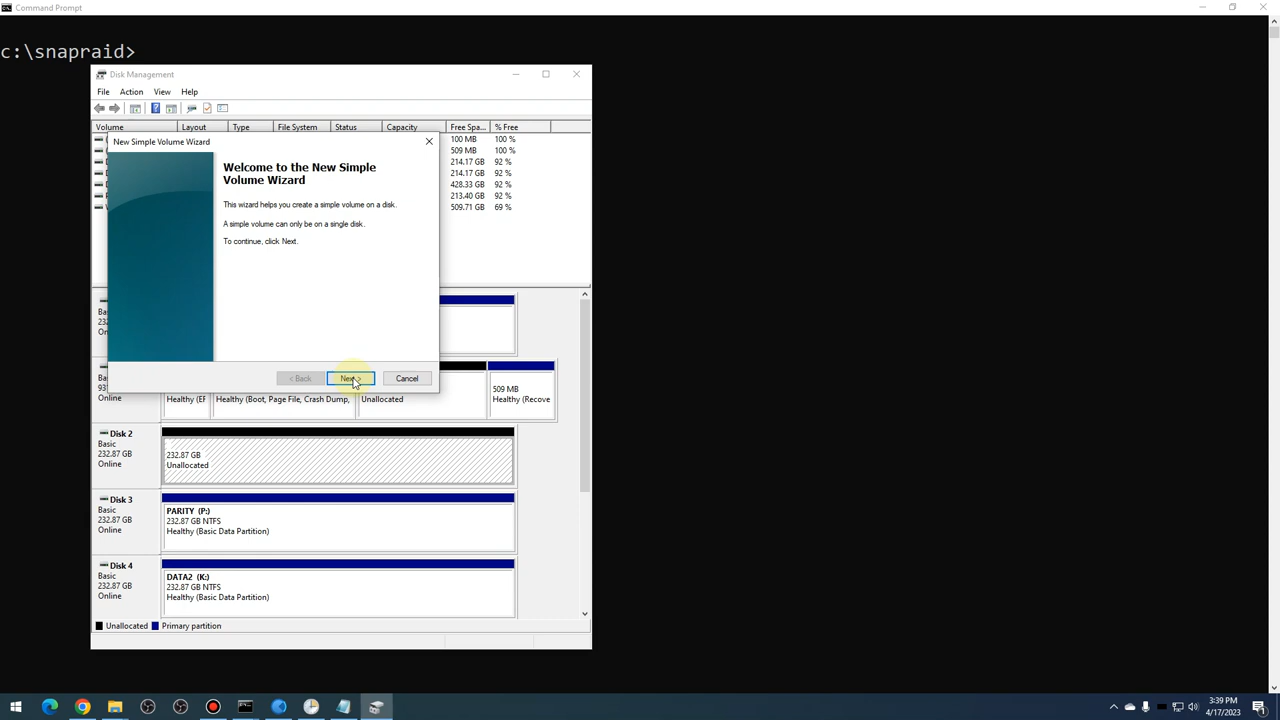 Command Prompt
c:\snapraid>
Disk Management
File Action View Help
Volume Layout Type File System Status Capacity Free Spa... % Free
100 MB 100 %
509 MB 100 %
214.17 GB 92 %
214.17 GB 92 %
428.33 GB 92 %
213.40 GB 92 %
509.71 GB 69 %
New Simple Volume Wizard
Welcome to the New Simple
Volume Wizard
This wizard helps you create a simple volume on a disk.
A simple volume can only be on a single disk.
To continue, click Next.
< Back Next > Cancel
Online
Healthy (EF Healthy (Boot, Page File, Crash Dump, Unallocated
509 MB
Healthy (Recove
Disk 2
Basic
232.87 GB
Online
232.87 GB
Unallocated
Disk 3
Basic
232.87 GB
Online
PARITY (P:)
232.87 GB NTFS
Healthy (Basic Data Partition)
Disk 4
Basic
232.87 GB
Online
DATA2 (K:)
232.87 GB NTFS
Healthy (Basic Data Partition)
Unallocated Primary partition
3:39 PM
4/17/2023